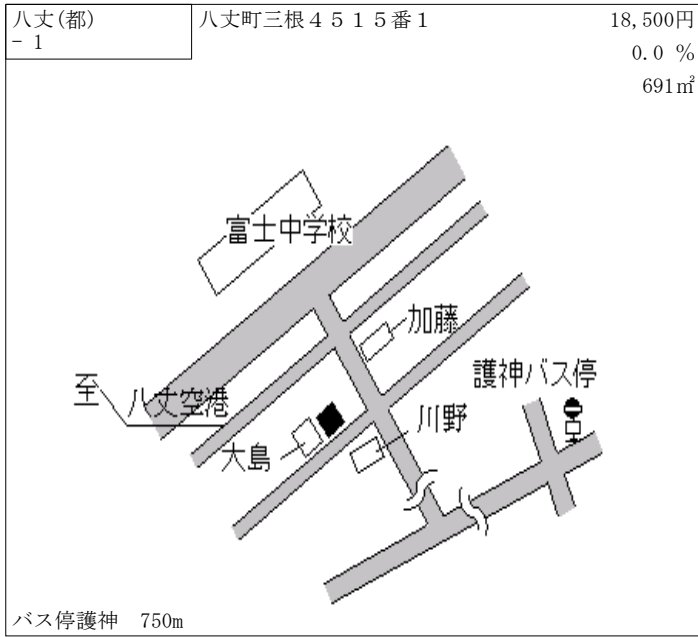 八丈(都)
－1
八丈町三根４５１５番１
18,500円
0.0 %
691㎡
富士中学校
加藤
護神バス停
至
八丈空港
川野
大島
バス停護神　750m